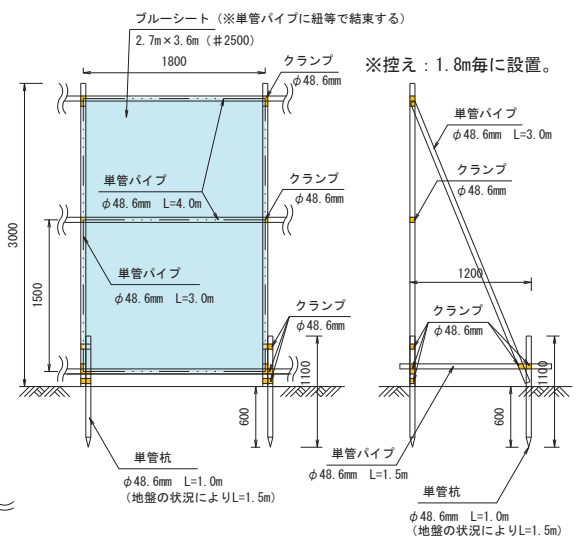 ブルーシート（※単管パイプに紐等で結束する）
2.7m×3.6m（＃2500）
1800
クランプ
φ48.6mm
※控え：1.8m毎に設置。
単管パイプ
φ48.6mm L=3.0m
単管パイプ
φ48.6mm L=4.0m
クランプ
φ48.6mm
クランプ
φ48.6mm
3000
1500
単管パイプ
φ48.6mm L=3.0m
1200
クランプ
φ48.6mm
クランプ
φ48.6mm
600
1100
600
1100
単管杭
φ48.6mm L=1.0m
（地盤の状況によりL=1.5m）
単管パイプ
φ48.6mm L=1.5m
単管杭
φ48.6mm L=1.0m
（地盤の状況によりL=1.5m）